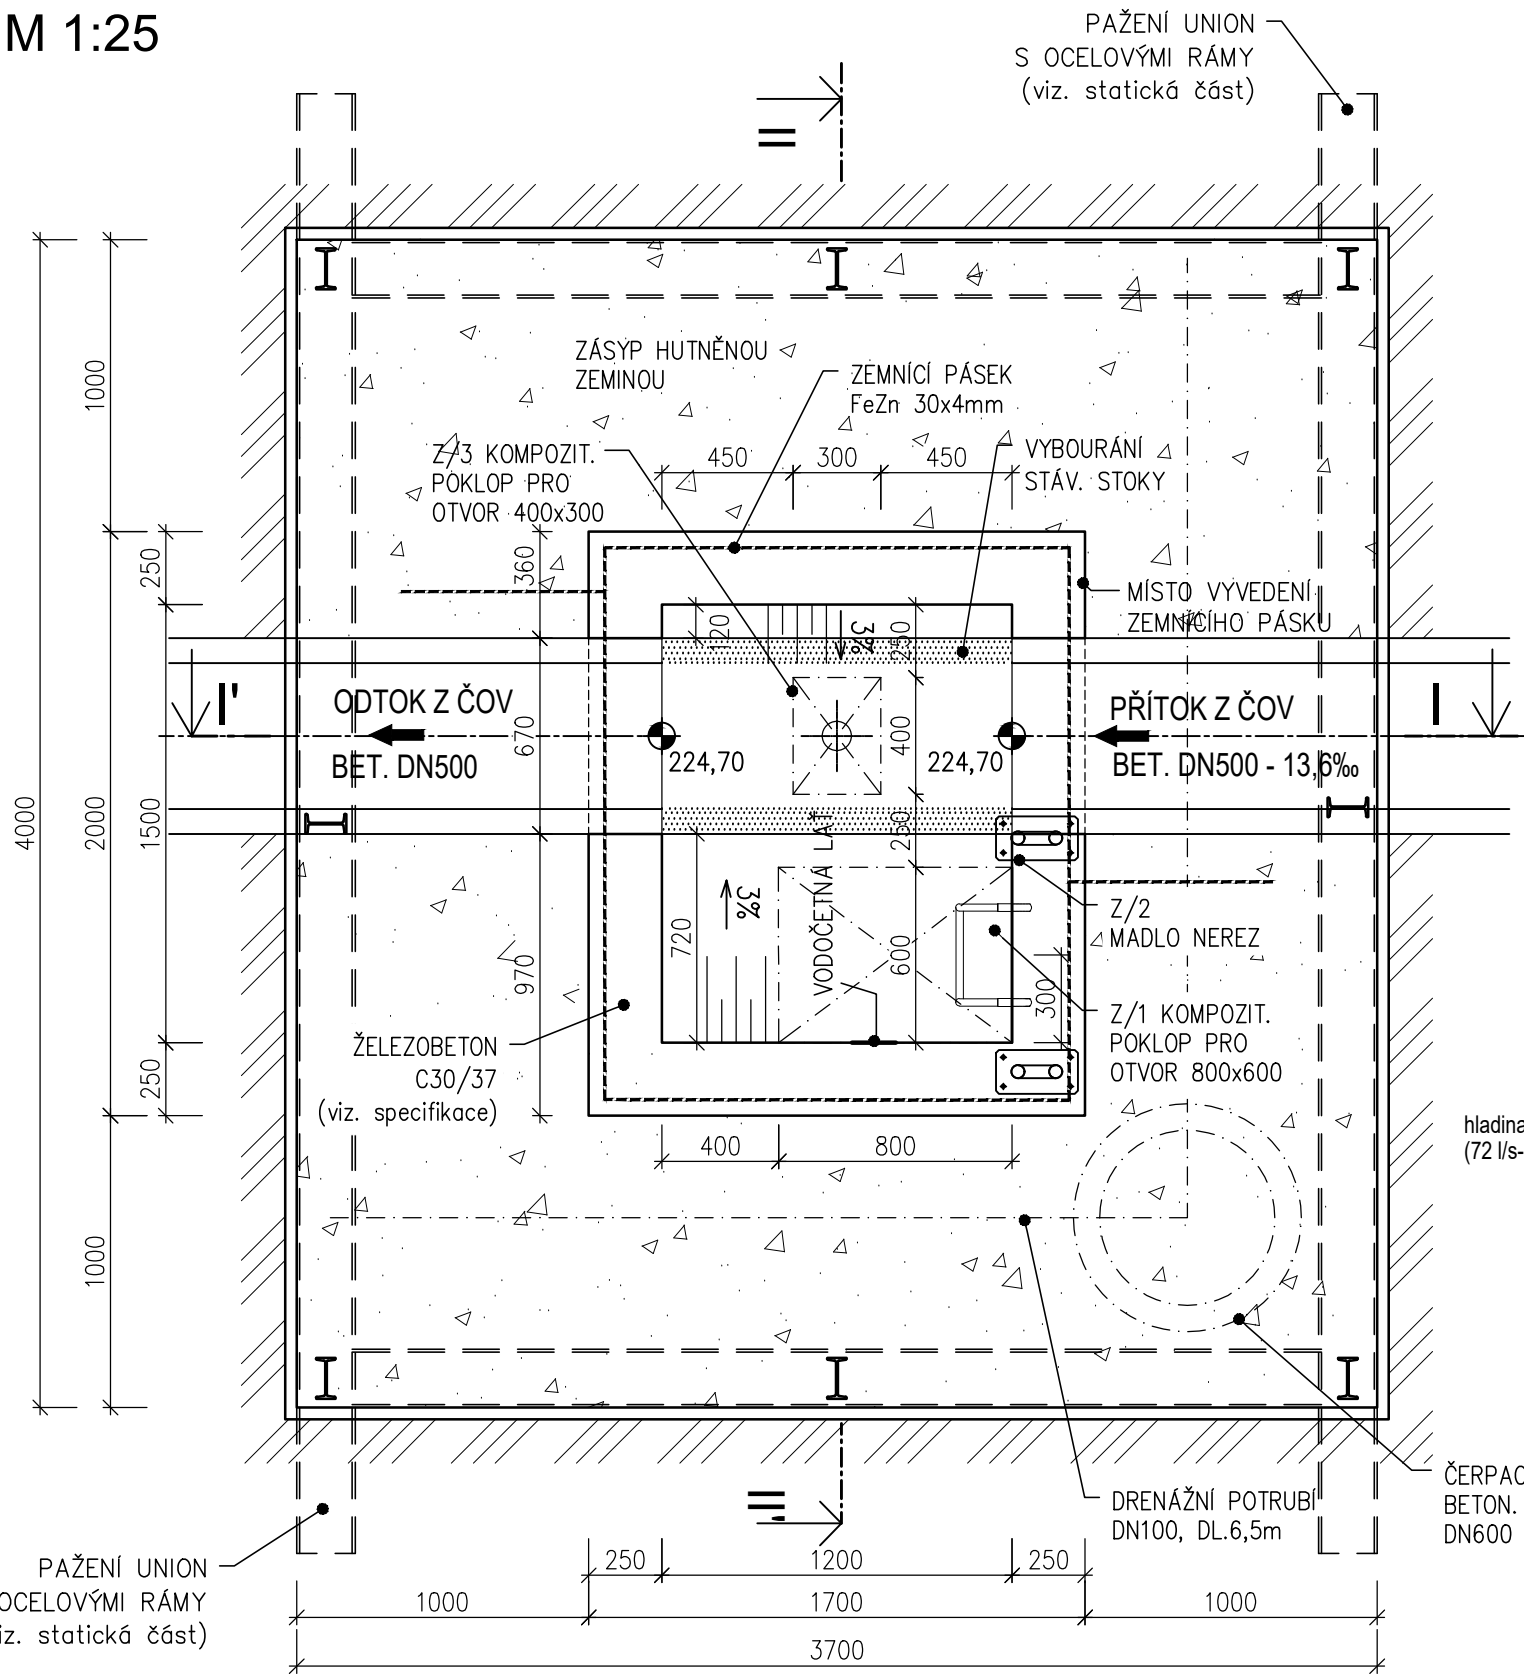 M 1:25
PAŽENÍ UNION
S OCELOVÝMI RÁMY
(viz. statická část)
II
ZÁSYP HUTNĚNOU
ZEMINOU
ZEMNÍCÍ PÁSEK
FeZn 30x4mm
Z/3 KOMPOZIT.
POKLOP PRO
OTVOR 400x300
450
300
450
VYBOURÁNÍ
STÁV. STOKY
MÍSTO VYVEDENÍ
ZEMNÍCÍHO PÁSKU
1000
250
360
120
3%
250
I'
ODTOK Z ČOV
BET. DN500
670
224,70
400
224,70
PŘÍTOK Z ČOV
BET. DN500 - 13,6‰
I
4000
2000
1500
250
VODOČETNÁ LAŤ
3%
720
600
970
300
Z/2
MADLO NEREZ
Z/1 KOMPOZIT.
POKLOP PRO
OTVOR 800x600
ŽELEZOBETON
C30/37
(viz. specifikace)
250
400
800
hladina
(72 l/s-
1000
II'
DRENÁŽNÍ POTRUBÍ
DN100, DL.6,5m
ČERPAC
BETON.
DN600
PAŽENÍ UNION
OCELOVÝMI RÁMY
iz. statická část)
250
1200
250
1000
1700
1000
3700